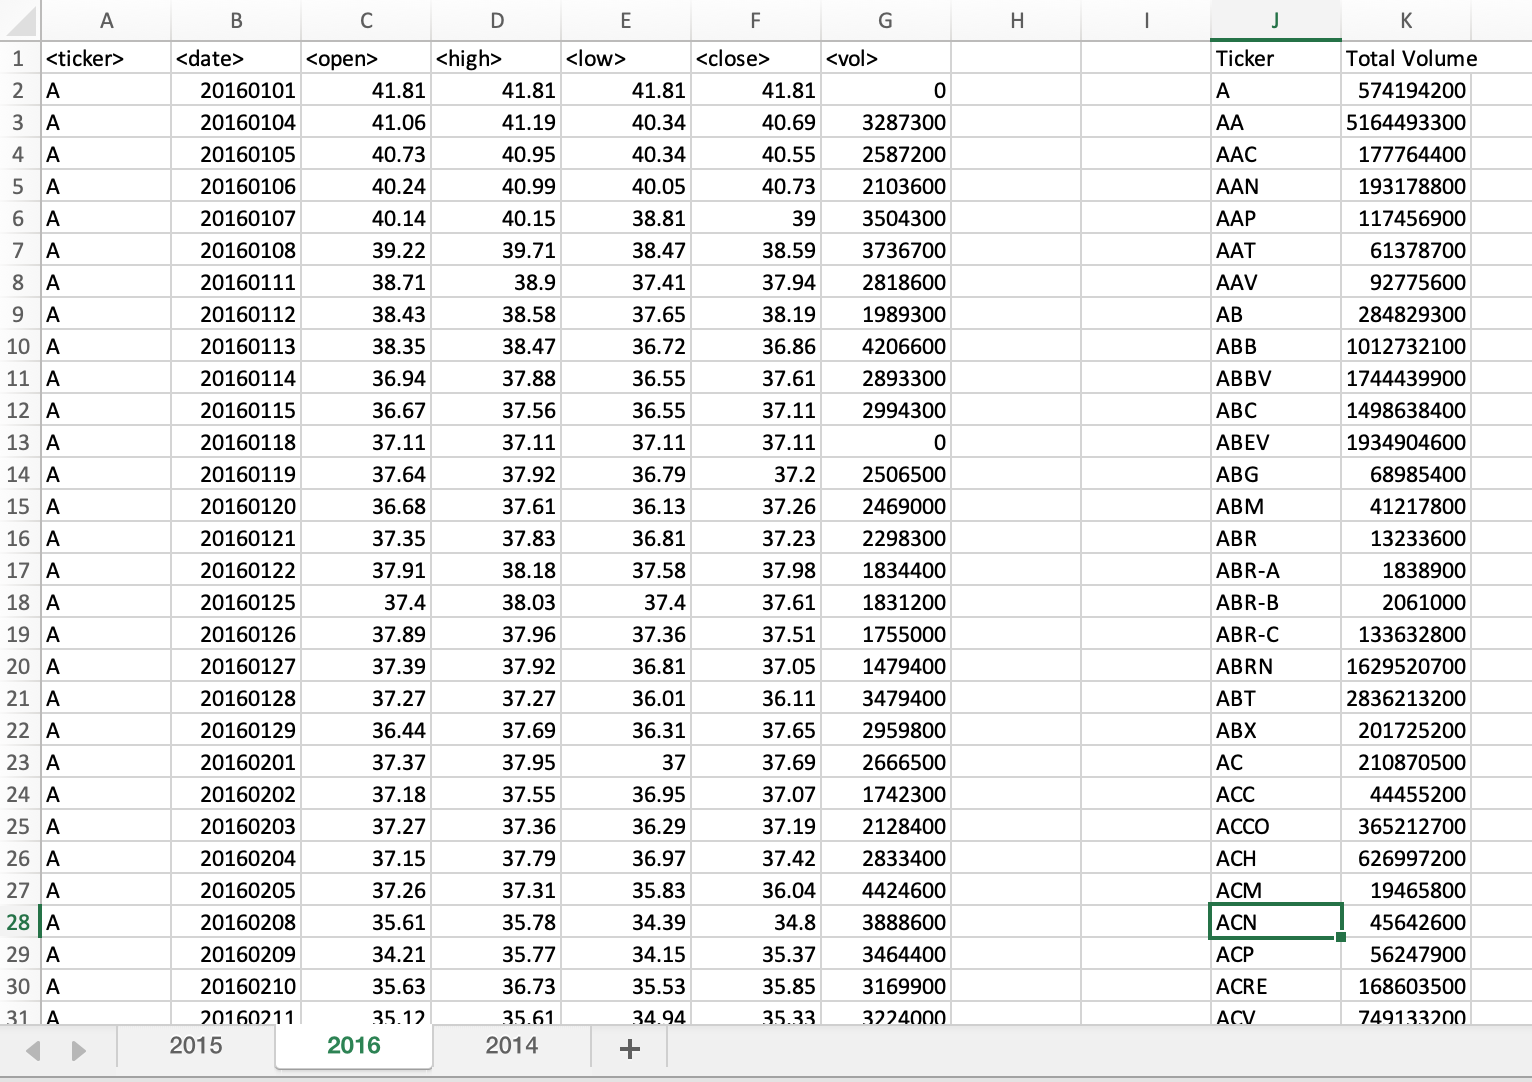 A B C D E F G H I J K
1 <ticker> <date> <open> <high> <low> <close> <vol> Ticker Total Volume
2 A 20160101 41.81 41.81 41.81 41.81 0 A 574194200
3 A 20160104 41.06 41.19 40.34 40.69 3287300 AA 5164493300
4 A 20160105 40.73 40.95 40.34 40.55 2587200 AAC 177764400
5 A 20160106 40.24 40.99 40.05 40.73 2103600 AAN 193178800
6 A 20160107 40.14 40.15 38.81 39 3504300 AAP 117456900
7 A 20160108 39.22 39.71 38.47 38.59 3736700 AAT 61378700
8 A 20160111 38.71 38.9 37.41 37.94 2818600 AAV 92775600
9 A 20160112 38.43 38.58 37.65 38.19 1989300 AB 284829300
10 A 20160113 38.35 38.47 36.72 36.86 4206600 ABB 1012732100
11 A 20160114 36.94 37.88 36.55 37.61 2893300 ABBV 1744439900
12 A 20160115 36.67 37.56 36.55 37.11 2994300 ABC 1498638400
13 A 20160118 37.11 37.11 37.11 37.11 0 ABEV 1934904600
14 A 20160119 37.64 37.92 36.79 37.2 2506500 ABG 68985400
15 A 20160120 36.68 37.61 36.13 37.26 2469000 ABM 41217800
16 A 20160121 37.35 37.83 36.81 37.23 2298300 ABR 13233600
17 A 20160122 37.91 38.18 37.58 37.98 1834400 ABR-A 1838900
18 A 20160125 37.4 38.03 37.4 37.61 1831200 ABR-B 2061000
19 A 20160126 37.89 37.96 37.36 37.51 1755000 ABR-C 133632800
20 A 20160127 37.39 37.92 36.81 37.05 1479400 ABRN 1629520700
21 A 20160128 37.27 37.27 36.01 36.11 3479400 ABT 2836213200
22 A 20160129 36.44 37.69 36.31 37.65 2959800 ABX 201725200
23 A 20160201 37.37 37.95 37 37.69 2666500 AC 210870500
24 A 20160202 37.18 37.55 36.95 37.07 1742300 ACC 44455200
25 A 20160203 37.27 37.36 36.29 37.19 2128400 ACCO 365212700
26 A 20160204 37.15 37.79 36.97 37.42 2833400 ACH 626997200
27 A 20160205 37.26 37.31 35.83 36.04 4424600 ACM 19465800
28 A 20160208 35.61 35.78 34.39 34.8 3888600 ACN 45642600
29 A 20160209 34.21 35.77 34.15 35.37 3464400 ACP 56247900
30 A 20160210 35.63 36.73 35.53 35.85 3169900 ACRE 168603500
31 A 20160211 35.12 35.61 34.94 35.33 3224000 ACV 749133200
2015 2016 2014 +